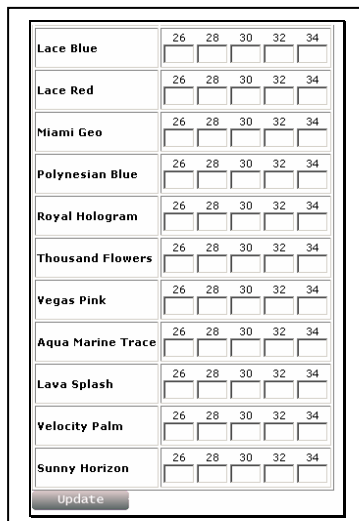 26 28 30 32 34
Lace Blue
26 28 30 32 34
Lace Red
26 28 30 32 34
Miami Geo
26 28 30 32 34
Polynesian Blue
26 28 30 32 34
Royal Hologram
26 28 30 32 34
Thousand Flowers
26 28 30 32 34
Vegas Pink
26 28 30 32 34
Aqua Marine Trace
26 28 30 32 34
Lava Splash
26 28 30 32 34
Velocity Palm
26 28 30 32 34
Sunny Horizon
Update